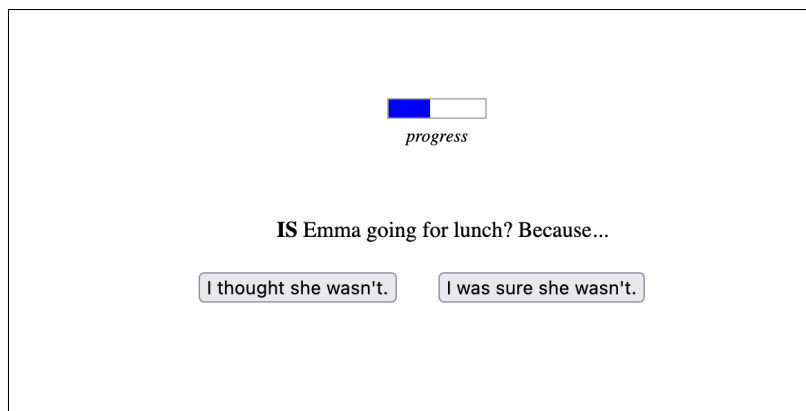 progress
IS Emma going for lunch? Because...
I thought she wasn't. I was sure she wasn't.